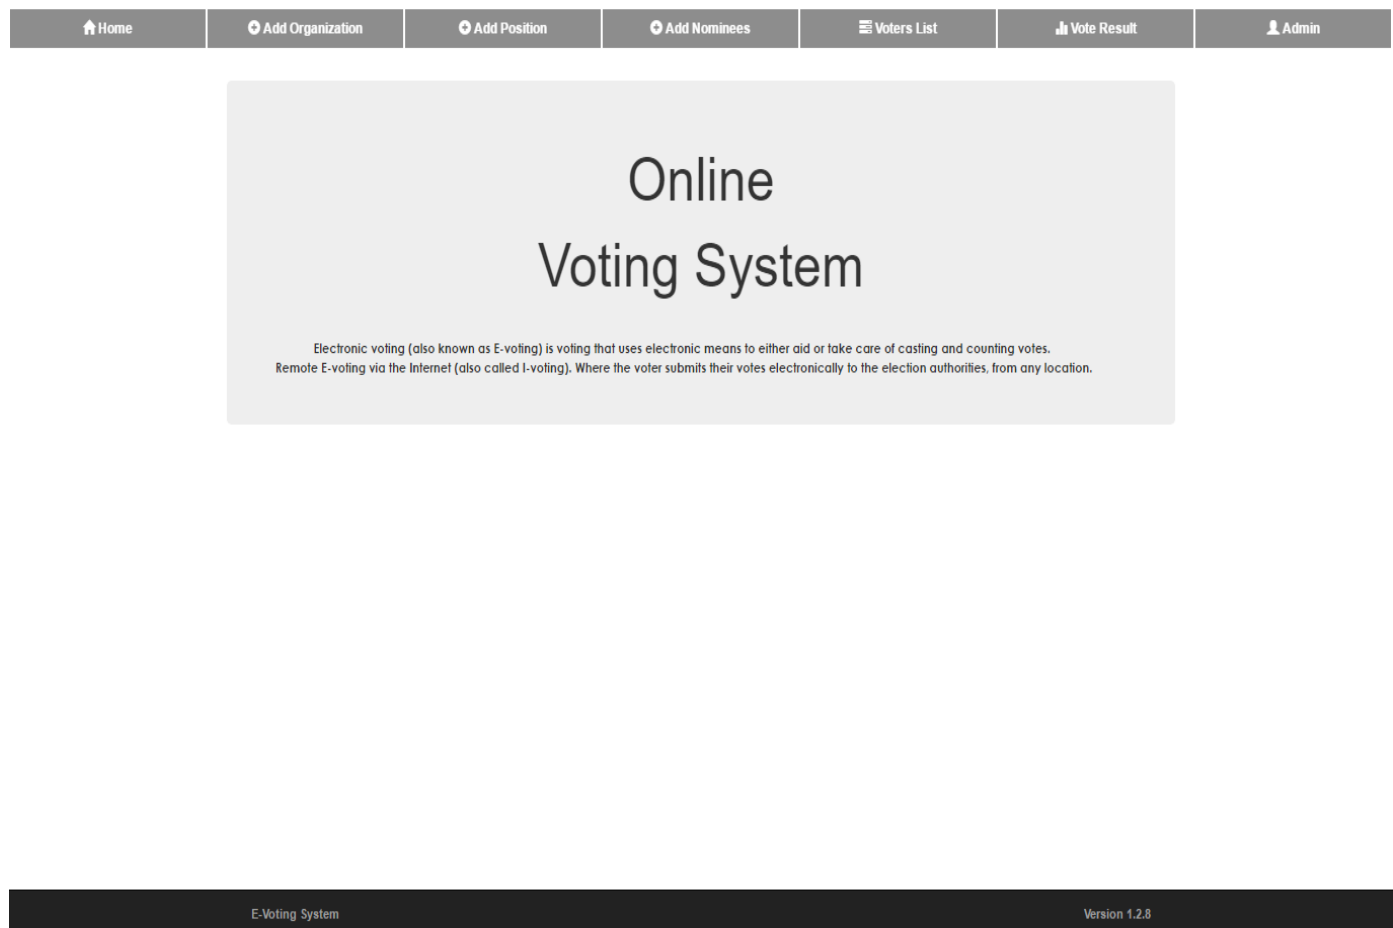 Home Add Organization Add Position Add Nominees Voters List Vote Result Admin
Online
Voting System
Electronic voting (also known as E-voting) is voting that uses electronic means to either aid or take care of casting and counting votes.
Remote E-voting via the Internet (also called I-voting). Where the voter submits their votes electronically to the election authorities, from any location.
E-Voting System Version 1.2.8